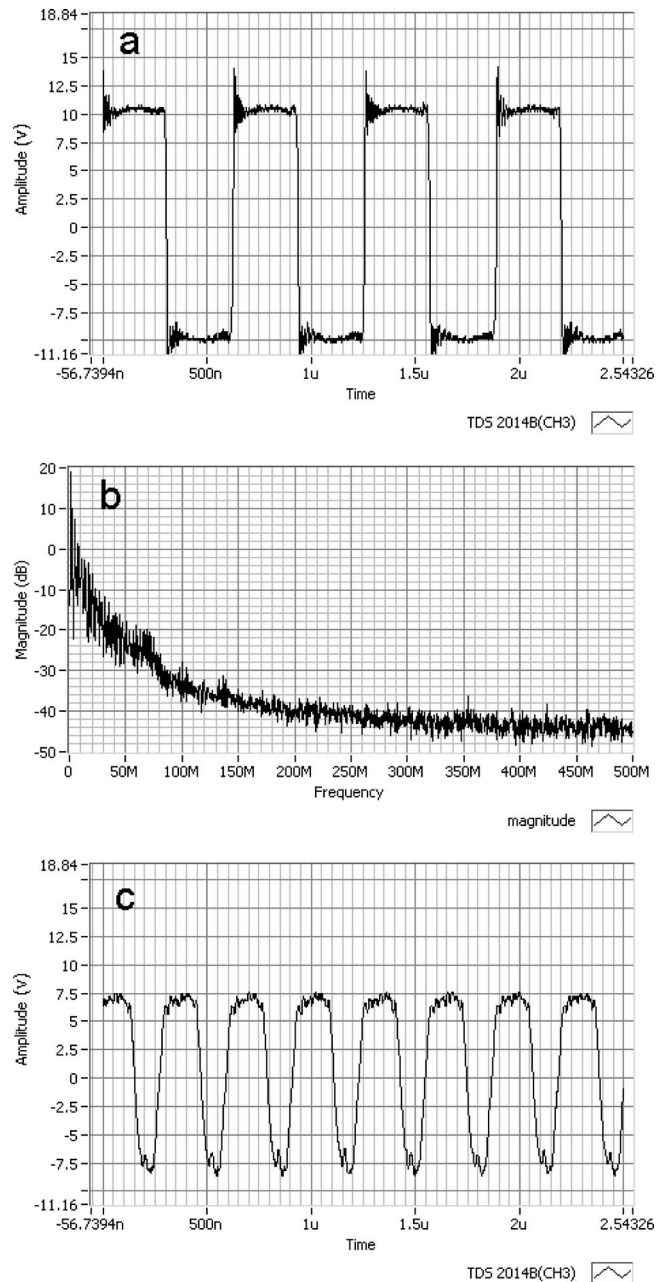 18.84
a
15
12.5
10
7.5
5
2.5
0
-2.5
-5
-7.5
-11.16
Amplitude (V)
-56.7394n 500n 1u 1.5u 2u 2.54326
Time
TDS 2014B(CH3)
20
b
10
0
-10
-20
-30
-40
-50
Magnitude (dB)
0 50M 100M 150M 200M 250M 300M 350M 400M 450M 500M
Frequency
magnitude
18.84
c
15
12.5
10
7.5
5
2.5
0
-2.5
-5
-7.5
-11.16
Amplitude (V)
-56.7394n 500n 1u 1.5u 2u 2.54326
Time
TDS 2014B(CH3)